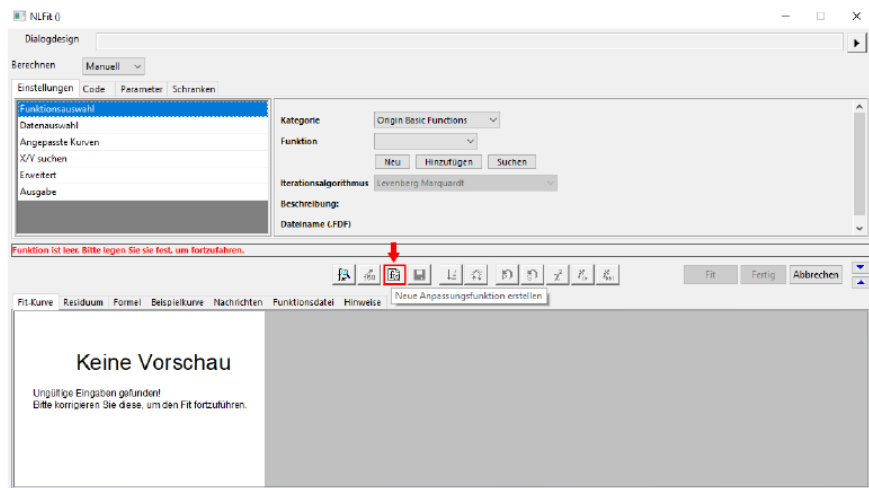 NLFit ()
Dialogdesign
Berechnen Manuell
Einstellungen Code Parameter Schranken
Funktionsauswahl
Datenauswahl
Angepasste Kurven
X/Y suchen
Erweitert
Ausgabe
Kategorie Origin Basic Functions
Funktion
Neu Hinzufügen Suchen
Iterationsalgorithmus Levenberg Marquardt
Beschreibung:
Dateiname (.FDF)
Funktion ist leer. Bitte legen Sie sie fest, um fortzufahren.
Fit Fertig Abbrechen
Neue Anpassungsfunktion erstellen
Fit-Kurve Residuum Formel Beispielkurve Nachrichten Funktionsdatei Hinweise
Keine Vorschau
Ungültige Eingaben gefunden!
Bitte korrigieren Sie diese, um den Fit fortzuführen.